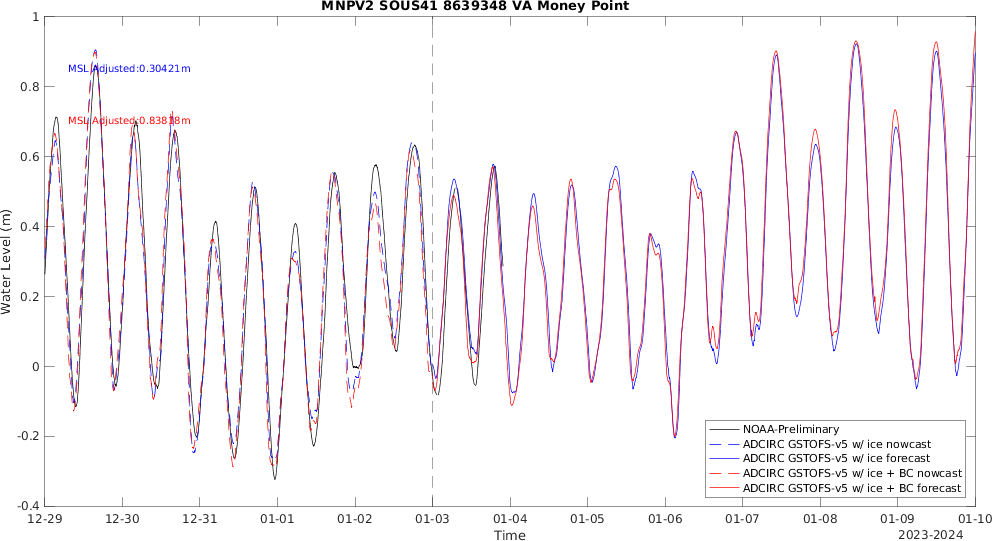 MNPV2 SOUS41 8639348 VA Money Point
Water Level (m)
1
0.8
0.6
0.4
0.2
0
-0.2
-0.4
MSL Adjusted:0.30421m
MSL Adjusted:0.83818m
NOAA-Preliminary
ADCIRC GSTOFS-v5 w/ ice nowcast
ADCIRC GSTOFS-v5 w/ ice forecast
ADCIRC GSTOFS-v5 w/ ice + BC nowcast
ADCIRC GSTOFS-v5 w/ ice + BC forecast
12-29 12-30 12-31 01-01 01-02 01-03 01-04 01-05 01-06 01-07 01-08 01-09 01-10
Time
2023-2024